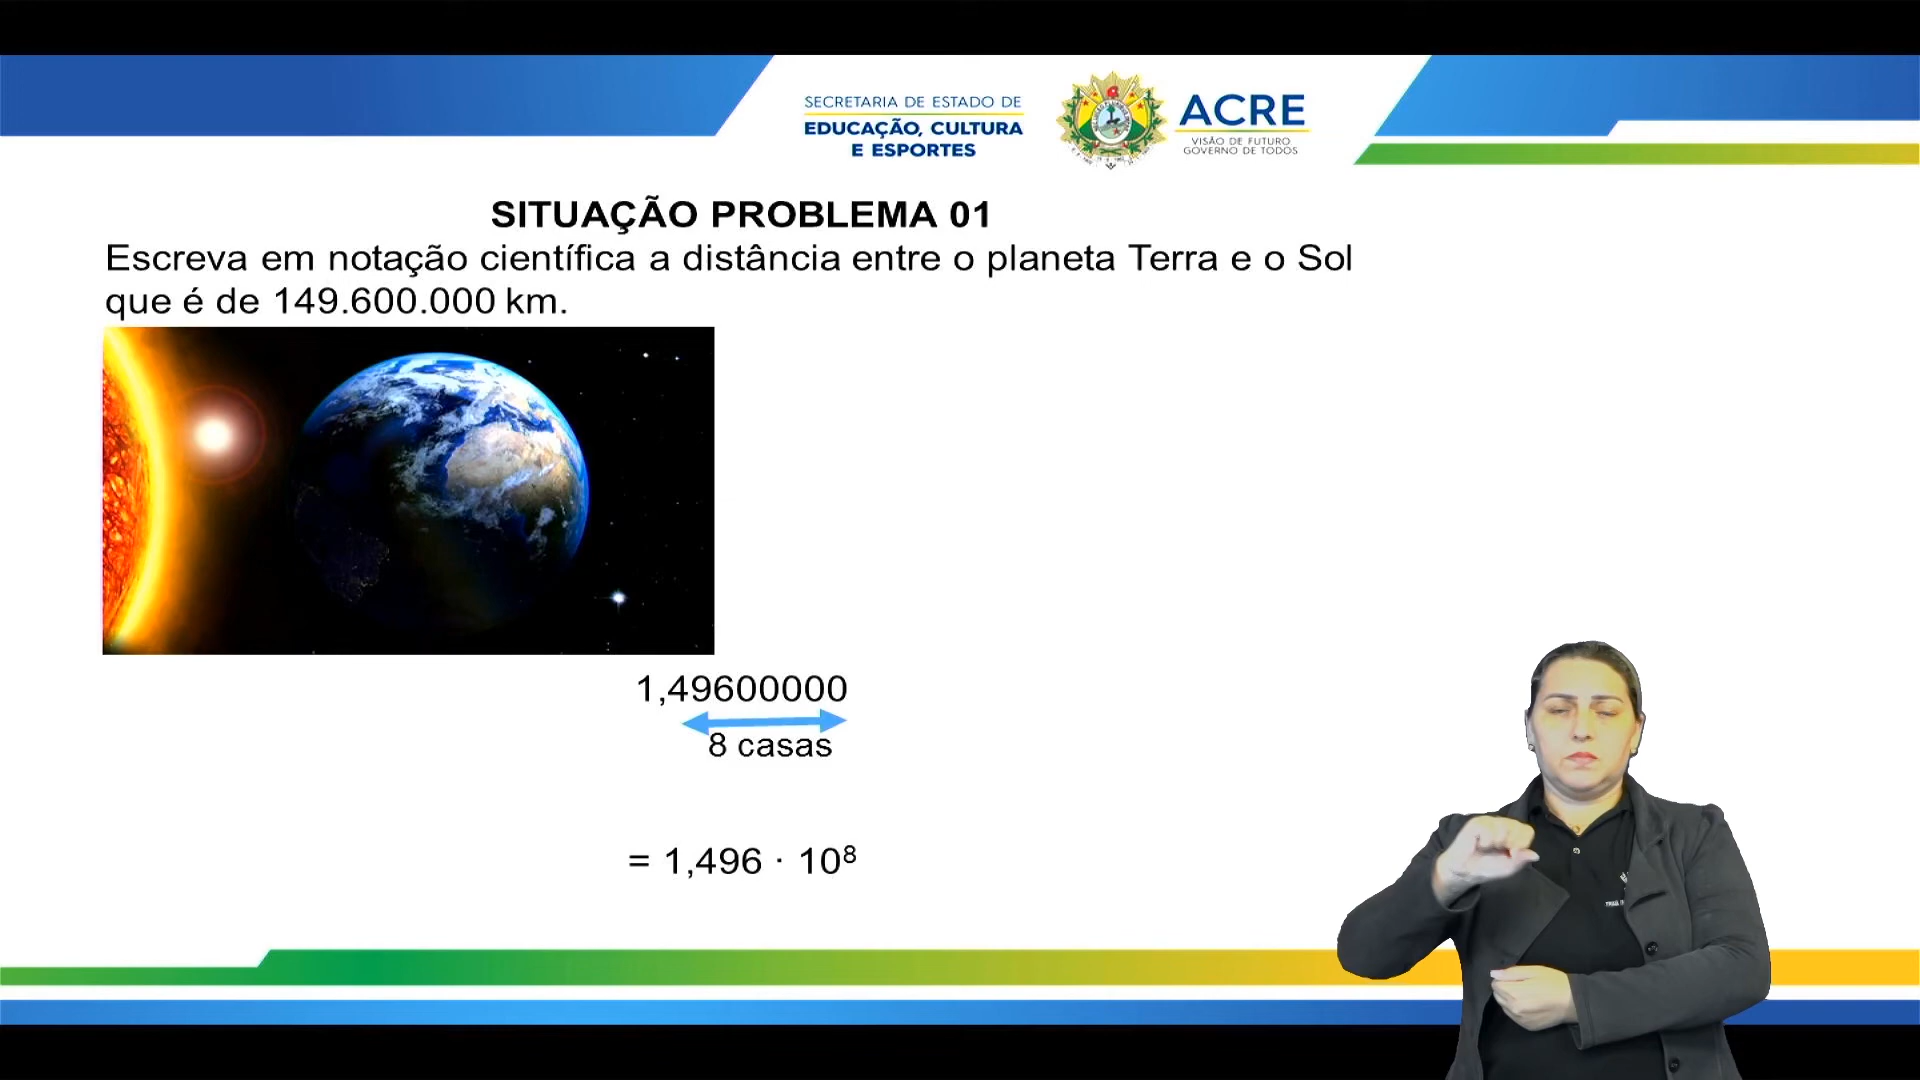 SECRETARIA DE ESTADO DE
EDUCAÇÃO, CULTURA
E ESPORTES
ACRE
VISÃO DE FUTURO
GOVERNO DE TODOS
SITUAÇÃO PROBLEMA 01
Escreva em notação científica a distância entre o planeta Terra e o Sol
que é de 149.600.000 km.
1,49600000
8 casas
= 1,496 · 10⁸